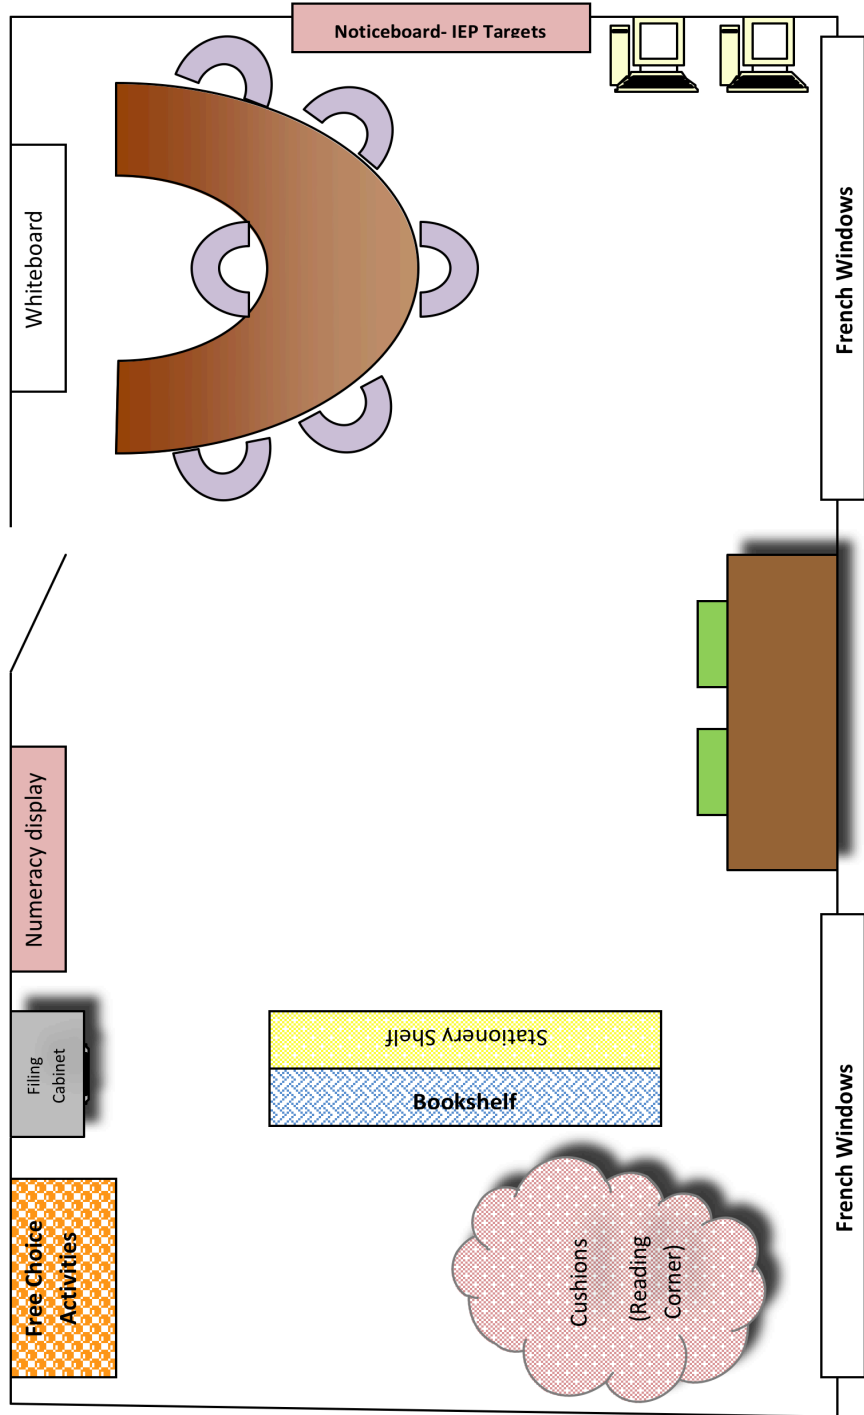 Noticeboard- IEP Targets
Whiteboard
French Windows
Numeracy display
Filing
Cabinet
Stationery Shelf
Bookshelf
Free Choice
Activities
Cushions
(Reading
Corner)
French Windows